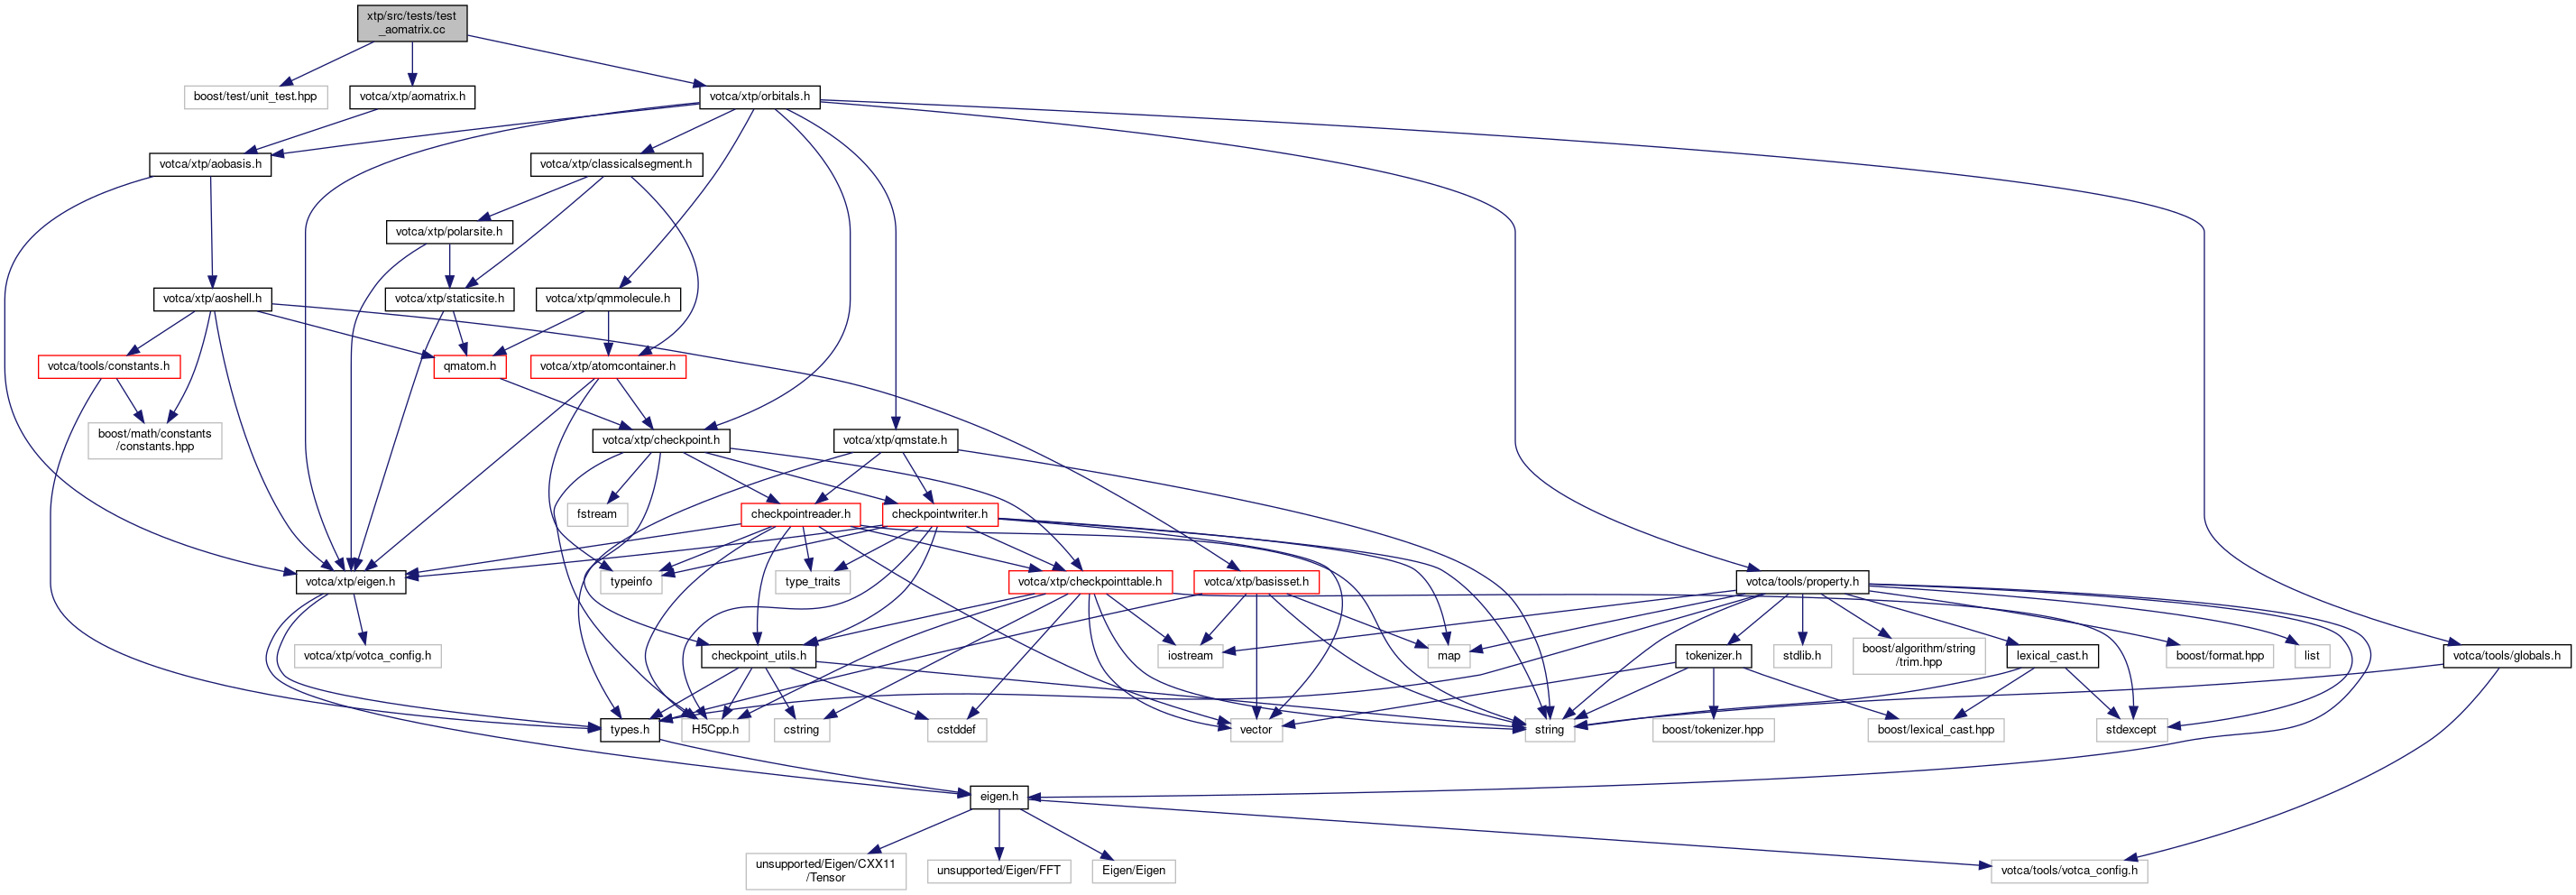 xtp/src/tests/test
_aomatrix.cc
boost/test/unit_test.hpp
votca/xtp/aomatrix.h
votca/xtp/orbitals.h
votca/xtp/aobasis.h
votca/xtp/classicalsegment.h
votca/xtp/polarsite.h
votca/xtp/aoshell.h
votca/xtp/staticsite.h
votca/xtp/qmmolecule.h
votca/tools/constants.h
qmatom.h
votca/xtp/atomcontainer.h
boost/math/constants
/constants.hpp
votca/xtp/checkpoint.h
votca/xtp/qmstate.h
fstream
checkpointreader.h
checkpointwriter.h
votca/xtp/eigen.h
typeinfo
type_traits
votca/xtp/checkpointtable.h
votca/xtp/basisset.h
votca/tools/property.h
votca/xtp/votca_config.h
checkpoint_utils.h
iostream
map
tokenizer.h
stdlib.h
boost/algorithm/string
/trim.hpp
lexical_cast.h
boost/format.hpp
list
votca/tools/globals.h
types.h
H5Cpp.h
cstring
cstddef
vector
string
boost/tokenizer.hpp
boost/lexical_cast.hpp
stdexcept
eigen.h
unsupported/Eigen/CXX11
/Tensor
unsupported/Eigen/FFT
Eigen/Eigen
votca/tools/votca_config.h